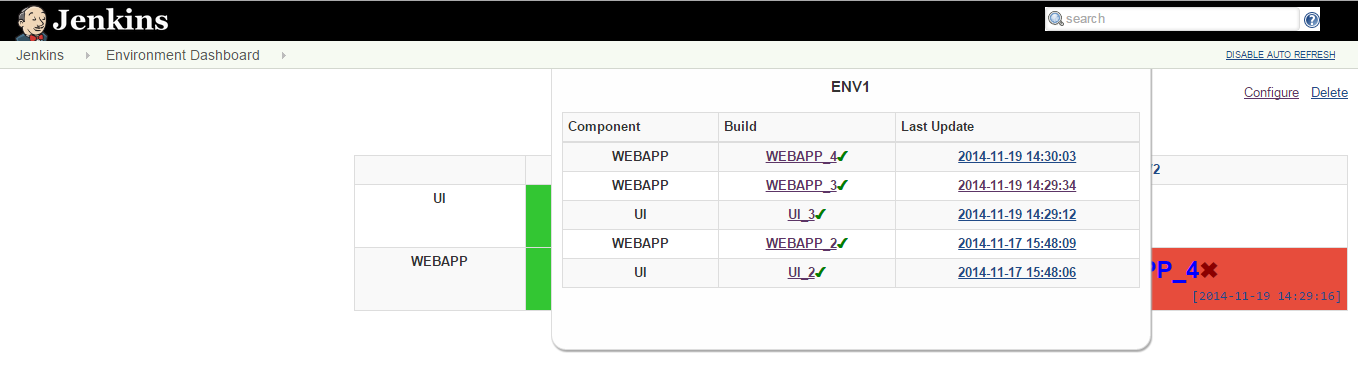 Jenkins
search
Jenkins Environment Dashboard
DISABLE AUTO REFRESH
Configure Delete
ENV1
Component Build Last Update
WEBAPP WEBAPP_4✔ 2014-11-19 14:30:03
WEBAPP WEBAPP_3✔ 2014-11-19 14:29:34
UI UI_3✔ 2014-11-19 14:29:12
WEBAPP WEBAPP_2✔ 2014-11-17 15:48:09
UI UI_2✔ 2014-11-17 15:48:06
UI
WEBAPP
PP_4✖
[2014-11-19 14:29:16]